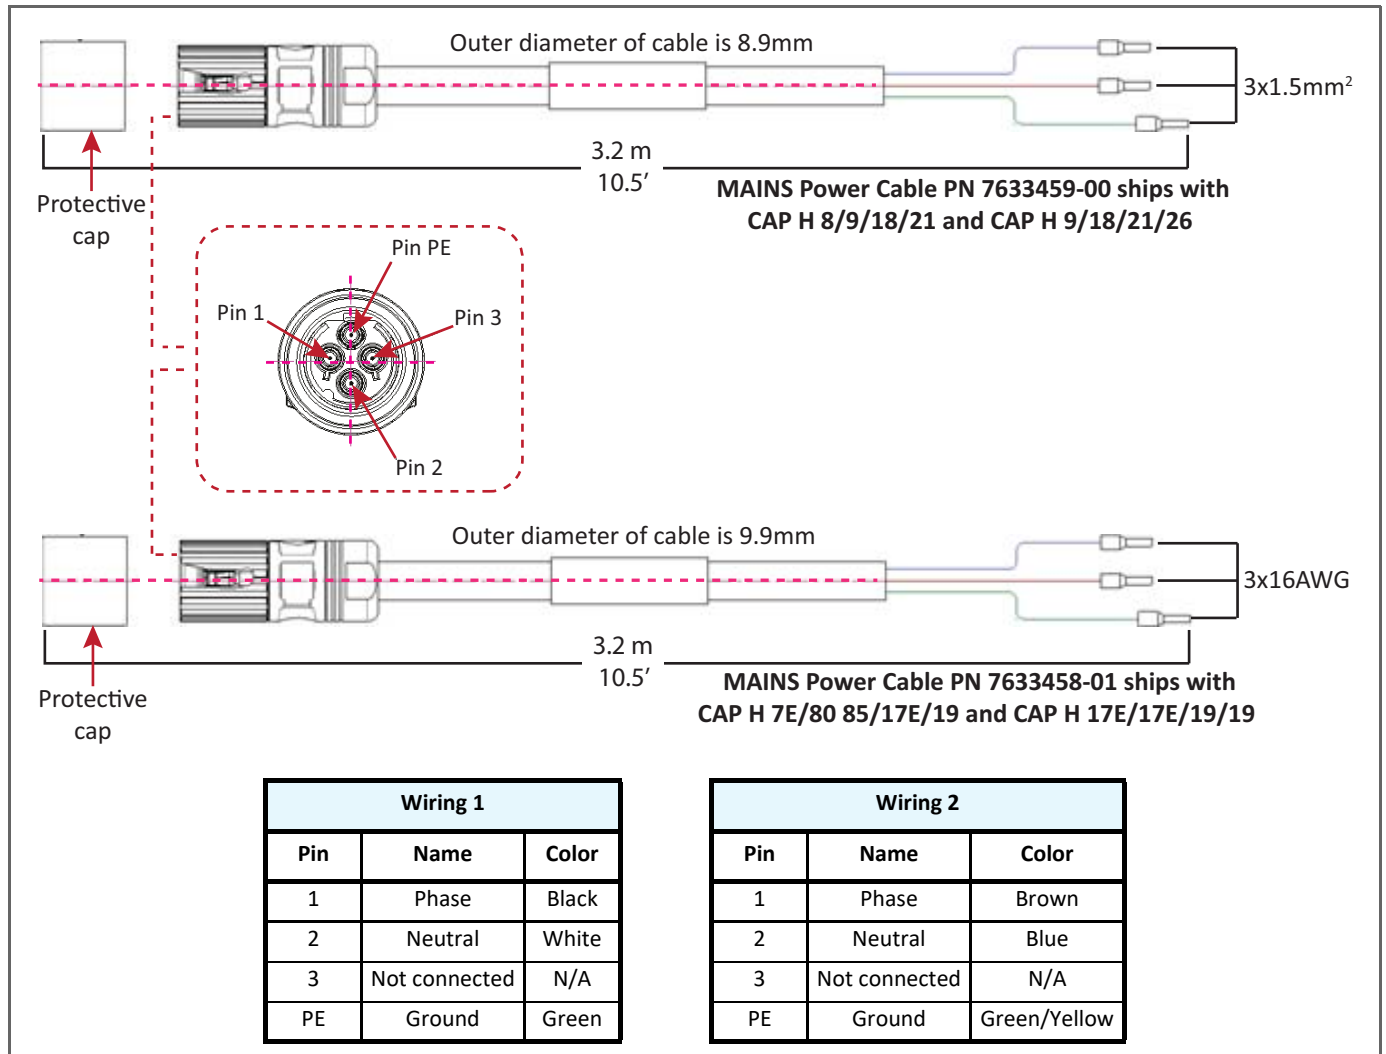 Outer diameter of cable is 8.9mm
3x1.5mm²
3.2 m
10.5’
Protective
cap
MAINS Power Cable PN 7633459-00 ships with
CAP H 8/9/18/21 and CAP H 9/18/21/26
Pin PE
Pin 1
Pin 3
Pin 2
Outer diameter of cable is 9.9mm
3x16AWG
3.2 m
10.5’
Protective
cap
MAINS Power Cable PN 7633458-01 ships with
CAP H 7E/80 85/17E/19 and CAP H 17E/17E/19/19
Wiring 1
Pin Name Color
1 Phase Black
2 Neutral White
3 Not connected N/A
PE Ground Green
Wiring 2
Pin Name Color
1 Phase Brown
2 Neutral Blue
3 Not connected N/A
PE Ground Green/Yellow